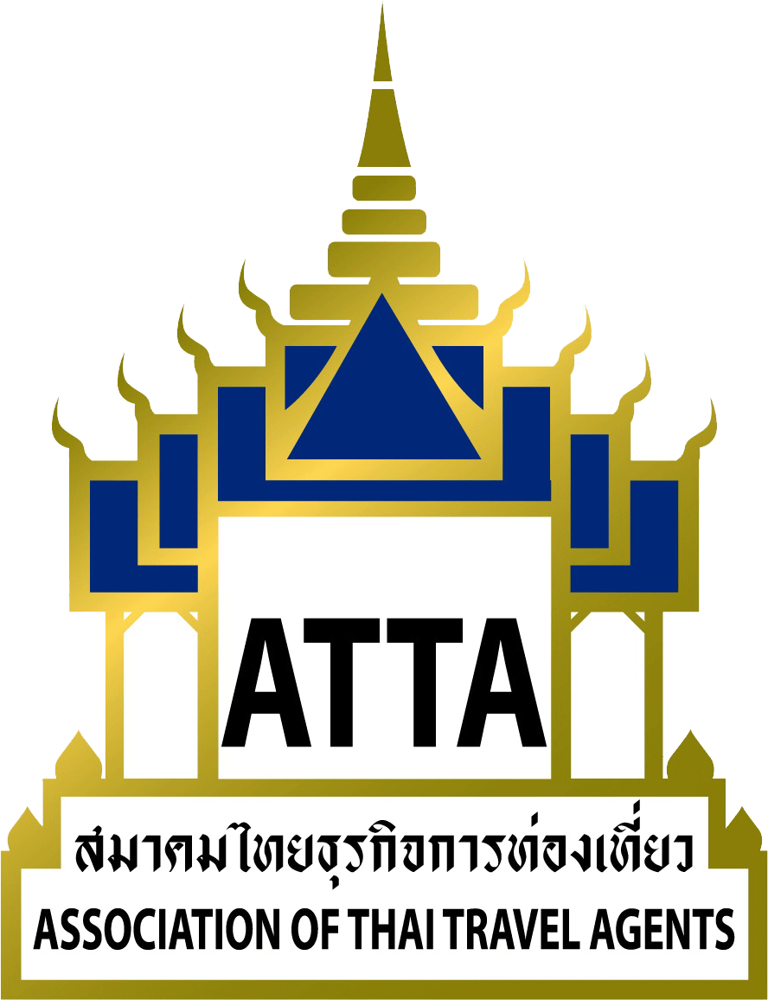 ATTA
สมาคมไทยธุรกิจการท่องเที่ยว
ASSOCIATION OF THAI TRAVEL AGENTS